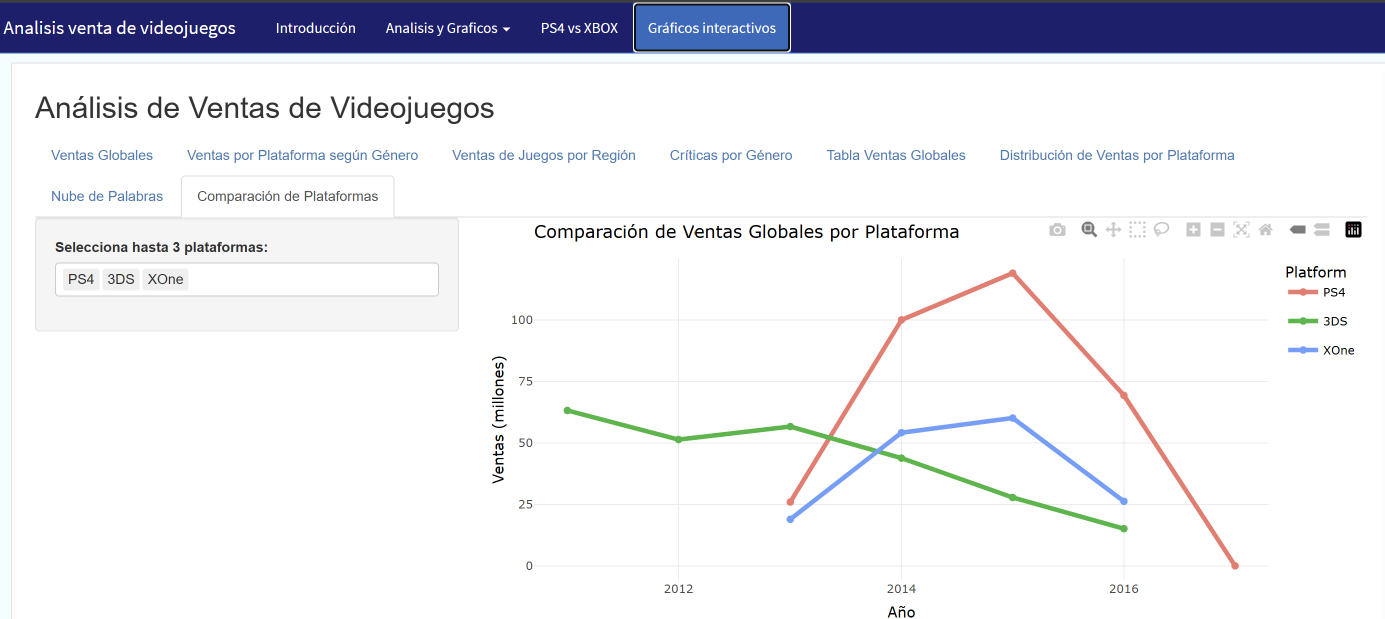 Analisis venta de videojuegos Introducción Analisis y Graficos PS4 vs XBOX Gráficos interactivos
Análisis de Ventas de Videojuegos
Ventas Globales Ventas por Plataforma según Género Ventas de Juegos por Región Críticas por Género Tabla Ventas Globales Distribución de Ventas por Plataforma
Nube de Palabras Comparación de Plataformas
Selecciona hasta 3 plataformas:
PS4 3DS XOne
Comparación de Ventas Globales por Plataforma
Platform
PS4
3DS
XOne
Ventas (millones)
100
75
50
25
0
2012 2014 2016
Año